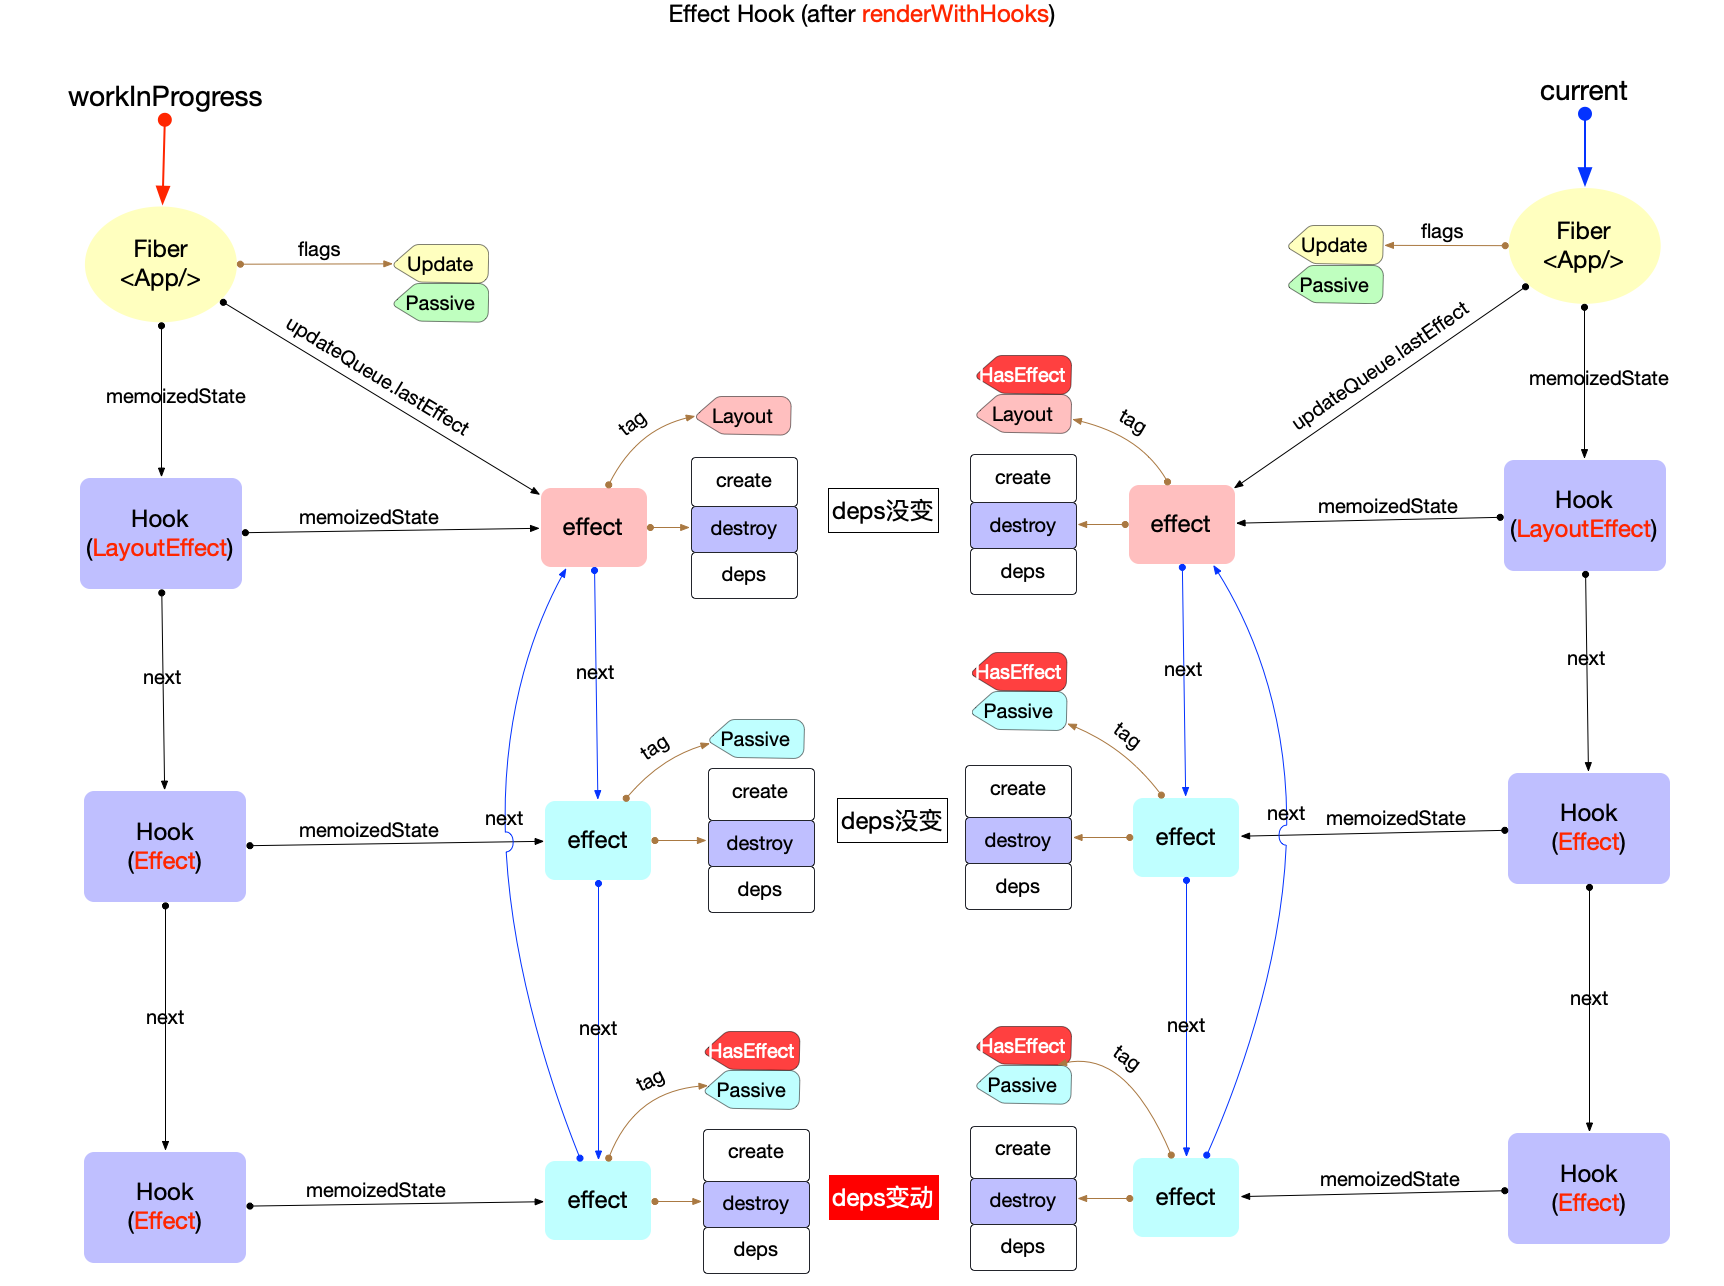 Effect Hook (after renderWithHooks)
workInProgress
current
Fiber
<App/>
flags
Update
Passive
Update
Passive
flags
Fiber
<App/>
updateQueue.lastEffect
updateQueue.lastEffect
memoizedState
memoizedState
tag
Layout
HasEffect
Layout
tag
Hook
(LayoutEffect)
memoizedState
effect
create
destroy
deps
deps没变
create
destroy
deps
effect
memoizedState
Hook
(LayoutEffect)
next
next
next
next
tag
Passive
HasEffect
Passive
tag
Hook
(Effect)
memoizedState
next
effect
create
destroy
deps
deps没变
create
destroy
deps
effect
next
memoizedState
Hook
(Effect)
next
next
next
next
tag
HasEffect
Passive
HasEffect
Passive
tag
Hook
(Effect)
memoizedState
effect
create
destroy
deps
deps变动
create
destroy
deps
effect
memoizedState
Hook
(Effect)